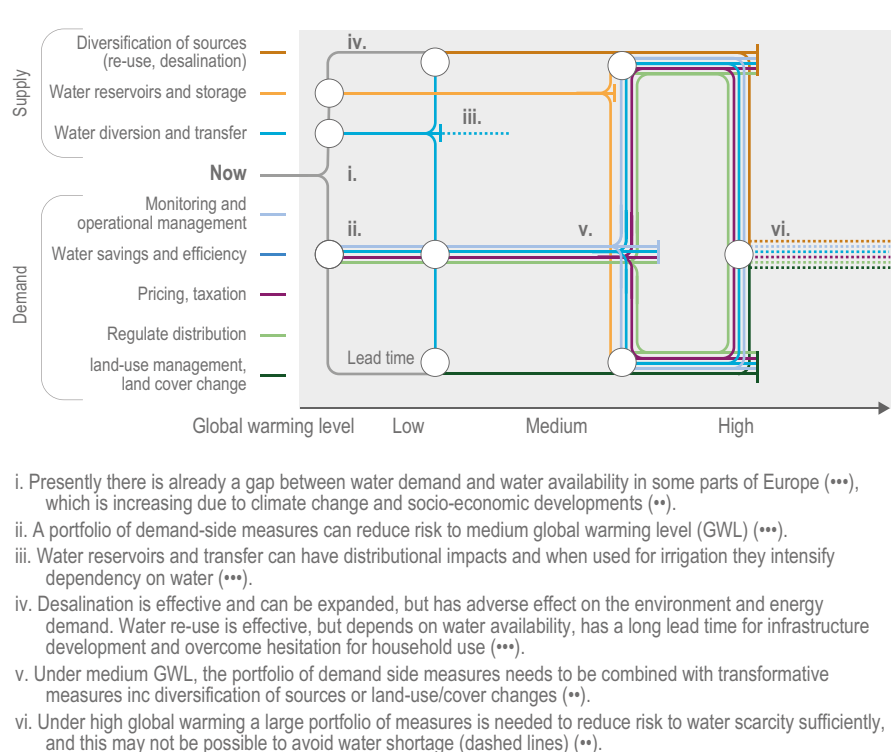 Supply
Diversification of sources
(re-use, desalination)
Water reservoirs and storage
Water diversion and transfer
Now
Demand
Monitoring and
operational management
Water savings and efficiency
Pricing, taxation
Regulate distribution
land-use management,
land cover change
iv.
iii.
i.
ii.
v.
vi.
Lead time
Global warming level
Low
Medium
High
i. Presently there is already a gap between water demand and water availability in some parts of Europe (•••),
which is increasing due to climate change and socio-economic developments (••).
ii. A portfolio of demand-side measures can reduce risk to medium global warming level (GWL) (•••).
iii. Water reservoirs and transfer can have distributional impacts and when used for irrigation they intensify
dependency on water (•••).
iv. Desalination is effective and can be expanded, but has adverse effect on the environment and energy
demand. Water re-use is effective, but depends on water availability, has a long lead time for infrastructure
development and overcome hesitation for household use (•••).
v. Under medium GWL, the portfolio of demand side measures needs to be combined with transformative
measures inc diversification of sources or land-use/cover changes (••).
vi. Under high global warming a large portfolio of measures is needed to reduce risk to water scarcity sufficiently,
and this may not be possible to avoid water shortage (dashed lines) (••).